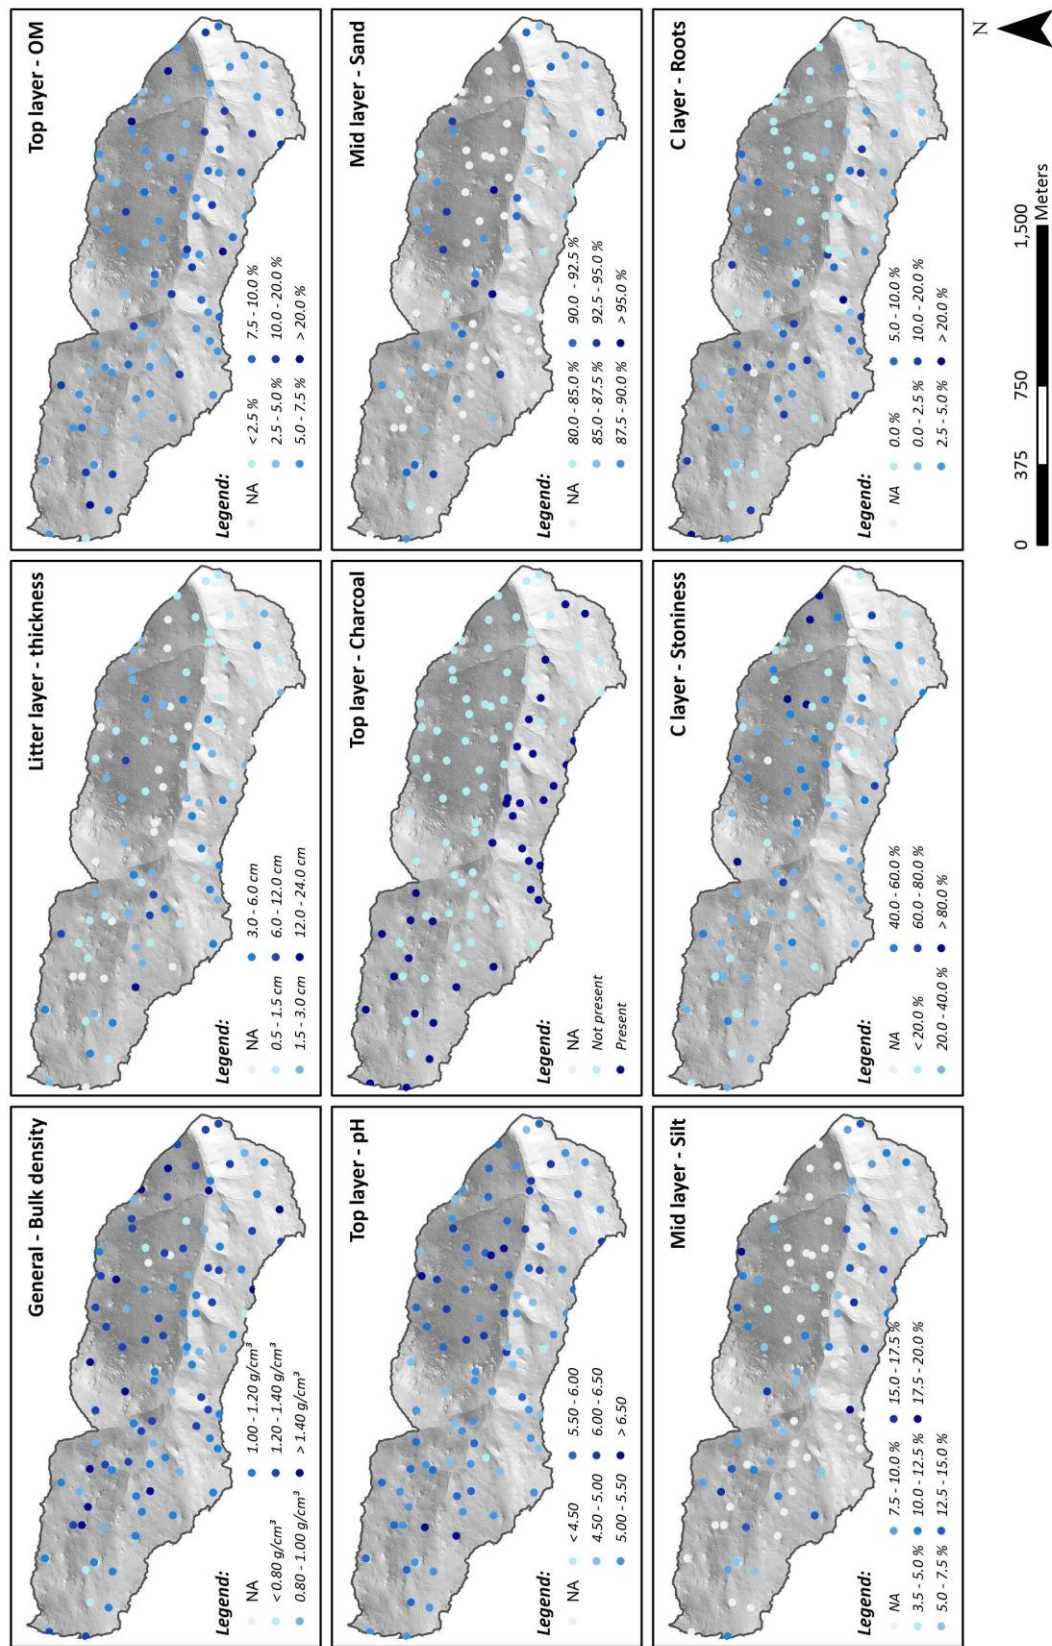 General - Bulk density
Legend:
NA
< 0.80 g/cm³
0.80 - 1.00 g/cm³
1.00 - 1.20 g/cm³
1.20 - 1.40 g/cm³
> 1.40 g/cm³
Litter layer - thickness
Legend:
NA
0.5 - 1.5 cm
1.5 - 3.0 cm
3.0 - 6.0 cm
6.0 - 12.0 cm
12.0 - 24.0 cm
Top layer - OM
Legend:
NA
< 2.5 %
2.5 - 5.0 %
5.0 - 7.5 %
7.5 - 10.0 %
10.0 - 20.0 %
> 20.0 %
Top layer - pH
Legend:
NA
< 4.50
4.50 - 5.00
5.00 - 5.50
5.50 - 6.00
6.00 - 6.50
> 6.50
Top layer - Charcoal
Legend:
NA
Not present
Present
Mid layer - Sand
Legend:
NA
80.0 - 85.0 %
85.0 - 87.5 %
87.5 - 90.0 %
90.0 - 92.5 %
92.5 - 95.0 %
> 95.0 %
Mid layer - Silt
Legend:
NA
3.5 - 5.0 %
5.0 - 7.5 %
7.5 - 10.0 %
10.0 - 12.5 %
12.5 - 15.0 %
15.0 - 17.5 %
17.5 - 20.0 %
C layer - Stoniness
Legend:
NA
< 20.0 %
20.0 - 40.0 %
40.0 - 60.0 %
60.0 - 80.0 %
> 80.0 %
C layer - Roots
Legend:
NA
0.0 %
0.0 - 2.5 %
2.5 - 5.0 %
5.0 - 10.0 %
10.0 - 20.0 %
> 20.0 %
0 375 750 1,500
Meters
N